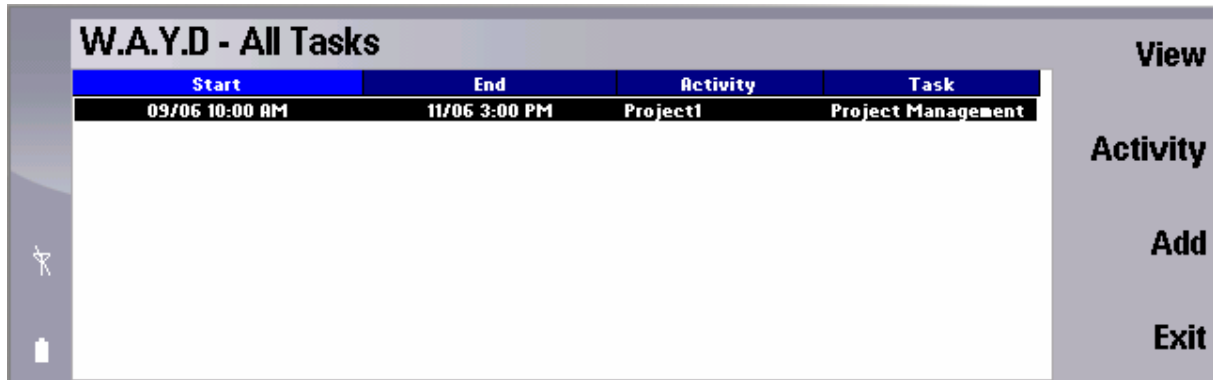 W.A.Y.D - All Tasks
View
Start End Activity Task
09/06 10:00 AM 11/06 3:00 PM Project1 Project Management
Activity
Add
Exit